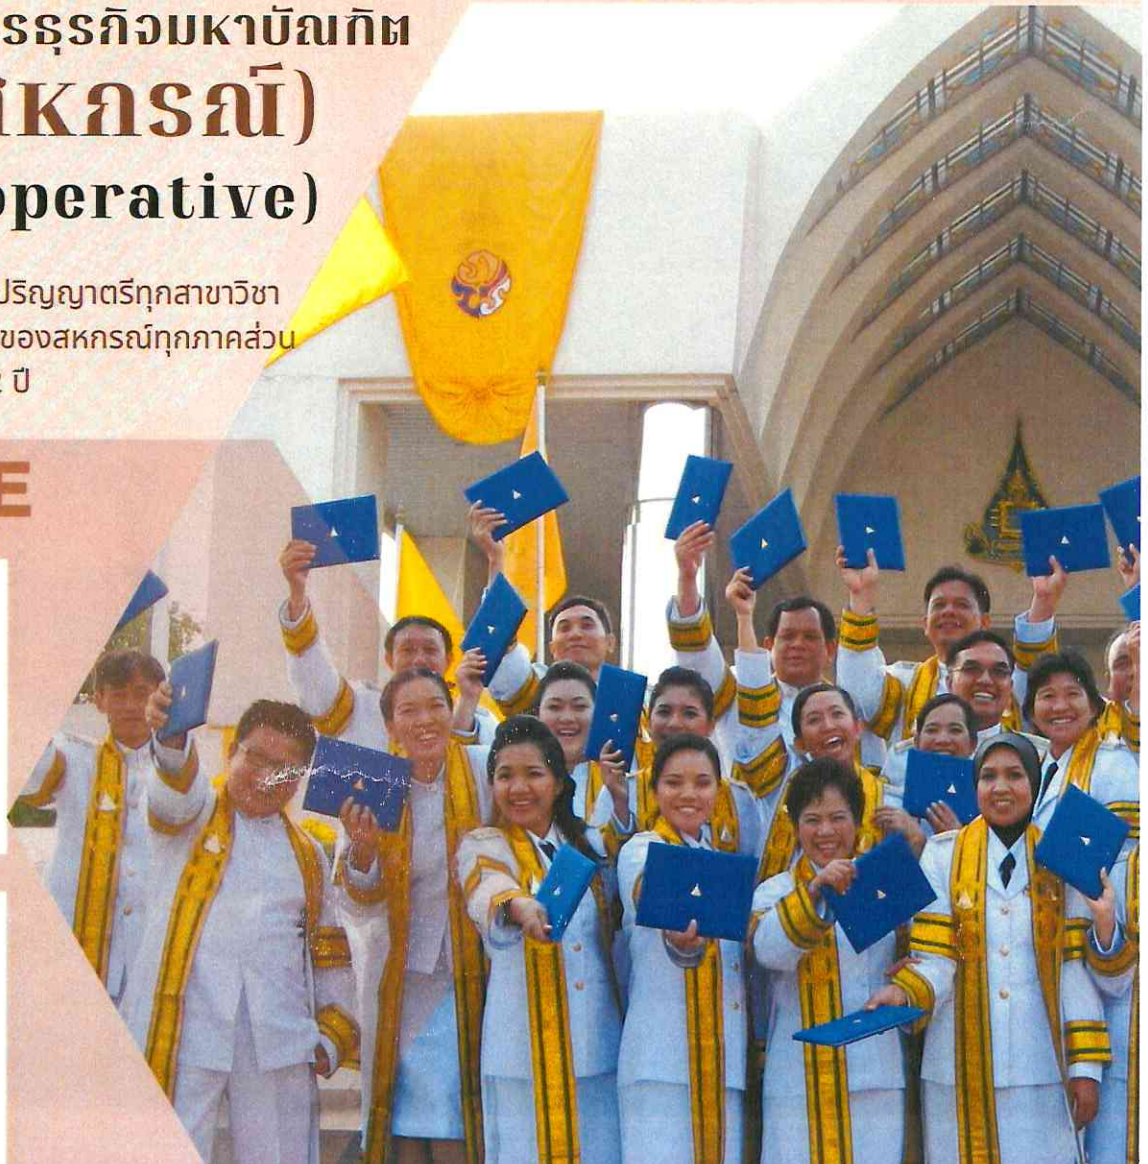 รธุรกิจมหาบัณฑิต
หกรณ์)
operative)
ปริญญาตรีทุกสาขาวิชา
ของสหกรณ์ทุกภาคส่วน
ปี
E